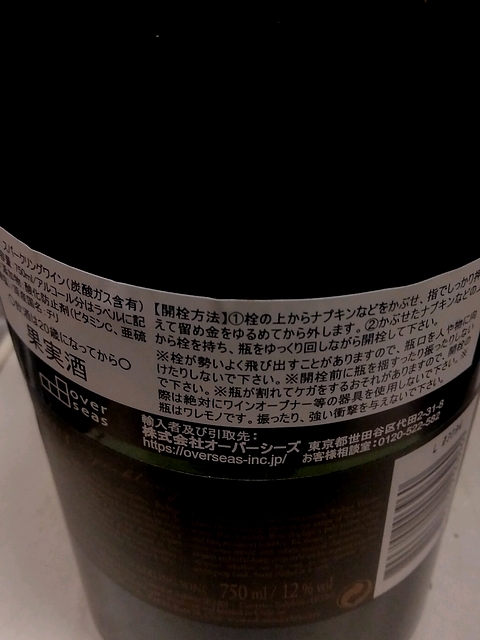 スパークリングワイン(炭酸ガス含有)
容量:750ml/アルコール分はラベルに記
酸化防止剤(ビタミンC、亜硫
チリ
飲酒は20歳になってから〇
果実酒
over
seas
【開栓方法】①栓の上からナプキンなどをかぶせ、指でしっかり押
えて留め金をゆるめてから外します。②かぶせたナプキンなどの上
から栓を持ち、瓶をゆっくり回しながら開栓して下さい。
※栓が勢いよく飛び出すことがありますので、瓶口を人や物に向
けたりしないで下さい。※開栓前に瓶を揺すったり振ったりしない
で下さい。※瓶が割れてケガをするおそれがありますので、開栓の
際は絶対にワインオープナー等の器具を使用しないで下さい。※
瓶はワレモノです。振ったり、強い衝撃を与えないで下さい。
輸入者及び引取先:
株式会社オーバーシーズ 東京都世田谷区代田2-31-8
https://overseas-inc.jp/ お客様相談室:0120-522-582
750 ml / 12 % vol